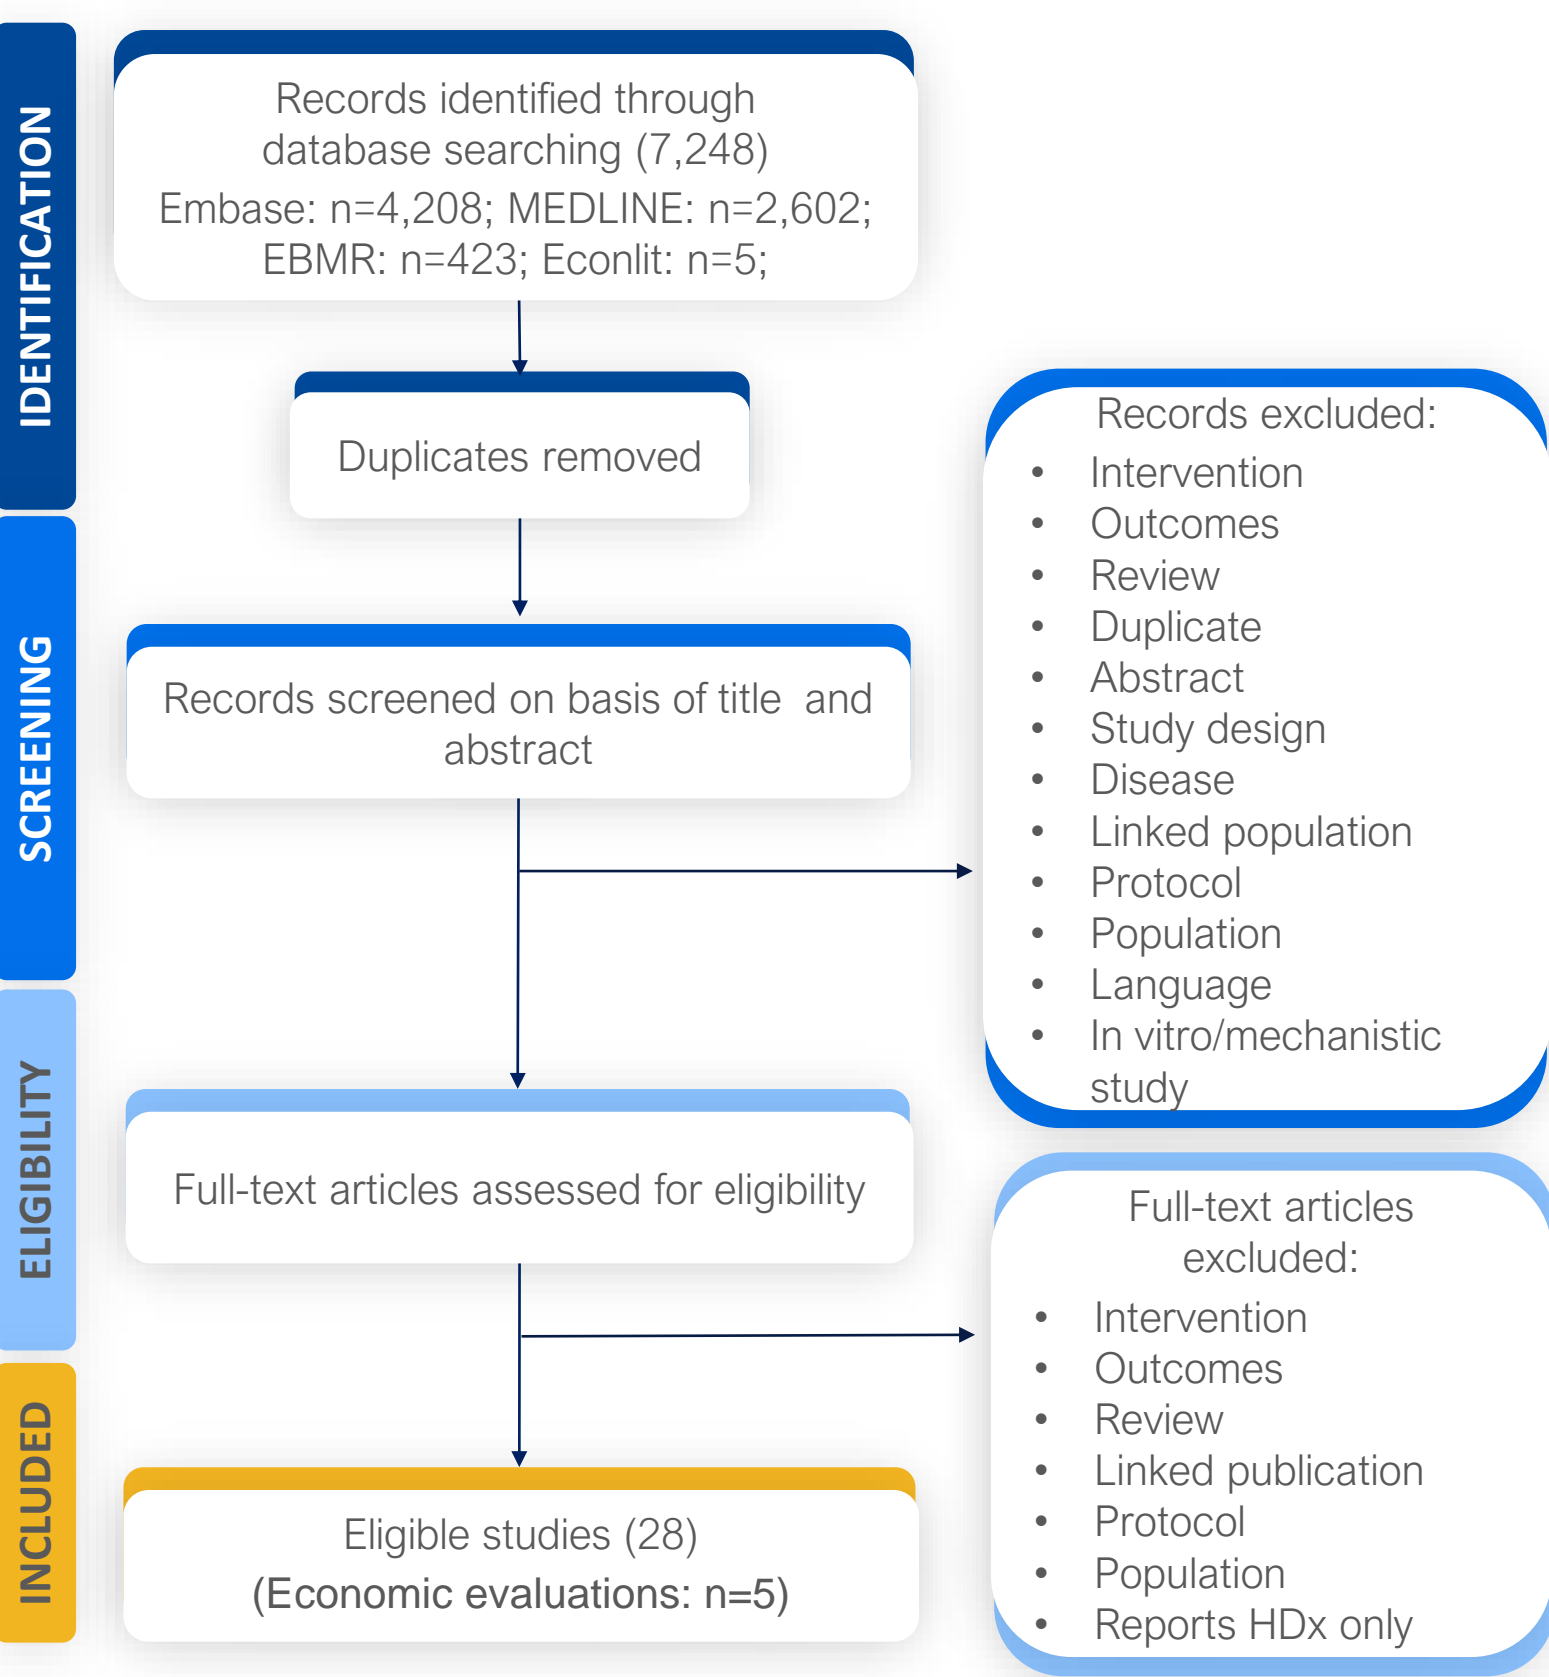 IDENTIFICATION
Records identified through
database searching (7,248)
Embase: n=4,208; MEDLINE: n=2,602;
EBMR: n=423; Econlit: n=5;
Duplicates removed
SCREENING
Records screened on basis of title and
abstract
Records excluded:
• Intervention
• Outcomes
• Review
• Duplicate
• Abstract
• Study design
• Disease
• Linked population
• Protocol
• Population
• Language
• In vitro/mechanistic
study
ELIGIBILITY
Full-text articles assessed for eligibility
Full-text articles
excluded:
• Intervention
• Outcomes
• Review
• Linked publication
• Protocol
• Population
• Reports HDx only
INCLUDED
Eligible studies (28)
(Economic evaluations: n=5)